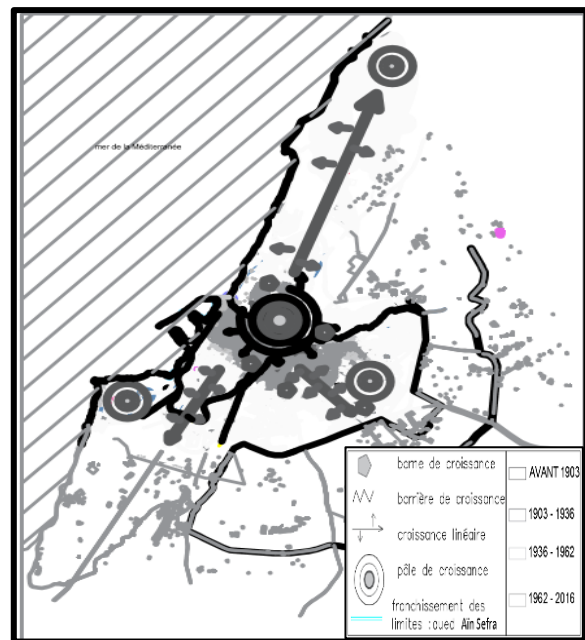 mer de la Méditerranée
borne de croissance
barrière de croissance
croissance linéaire
pôle de croissance
franchissement des
limites :oued Aïn Sefra
AVANT 1903
1903 - 1936
1936 - 1962
1962 - 2016